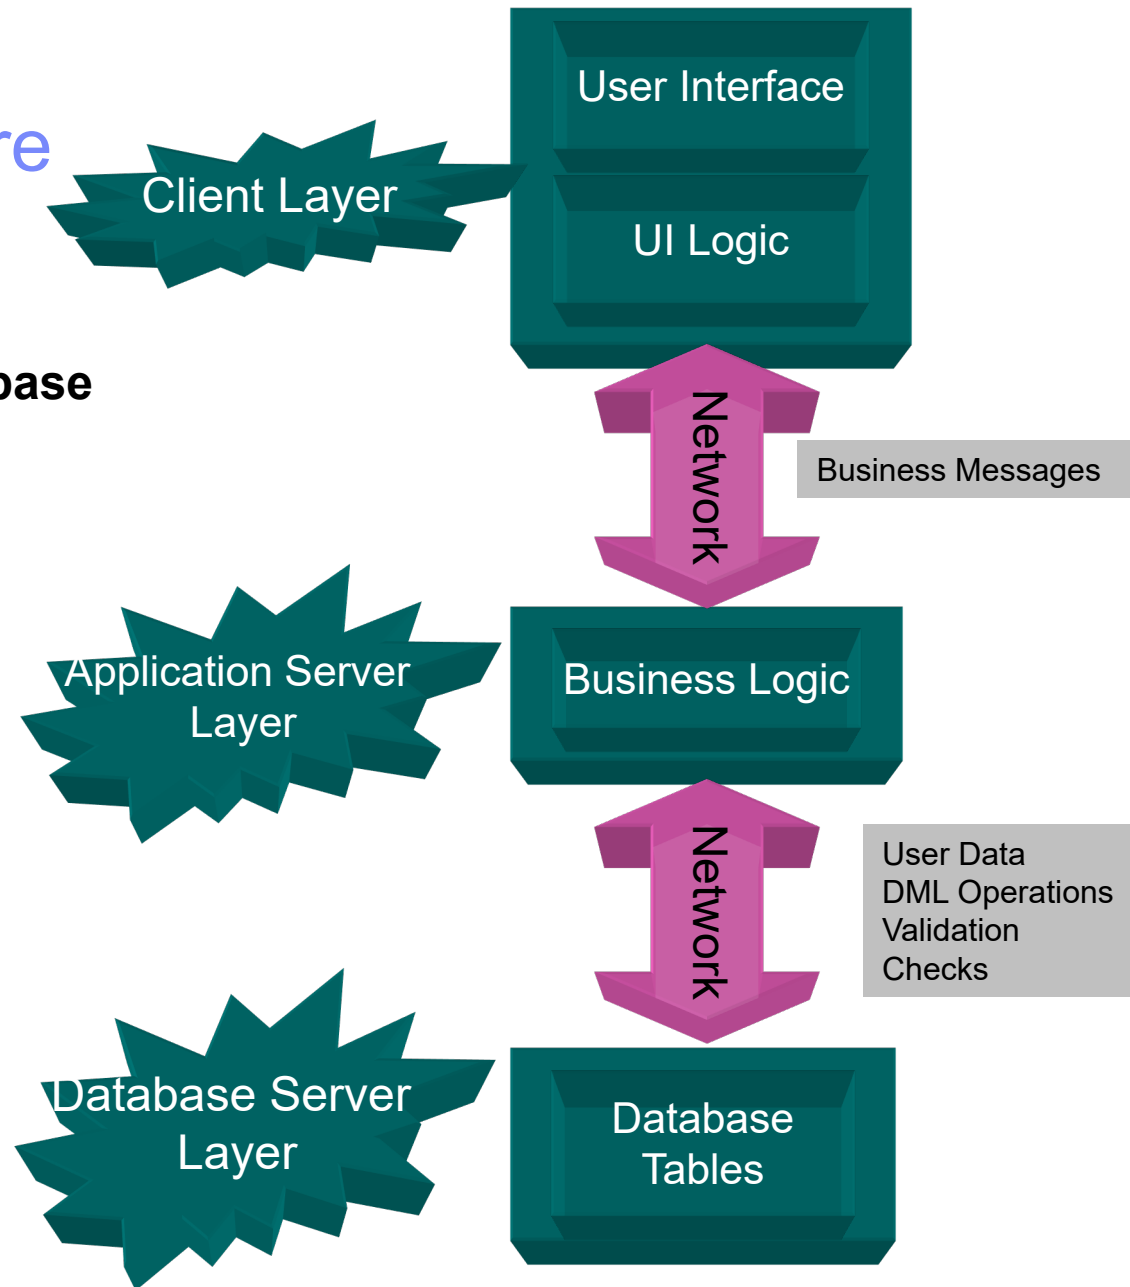 re
User Interface
Client Layer
UI Logic
base
Network
Business Messages
Application Server
Layer
Business Logic
Network
User Data
DML Operations
Validation
Checks
Database Server
Layer
Database
Tables